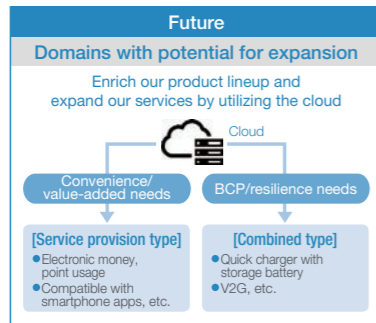 Future
Domains with potential for expansion
Enrich our product lineup and
expand our services by utilizing the cloud
Cloud
Convenience/
value-added needs
BCP/resilience needs
[Service provision type]
●Electronic money,
point usage
●Compatible with
smartphone apps, etc.
[Combined type]
●Quick charger with
storage battery
●V2G, etc.